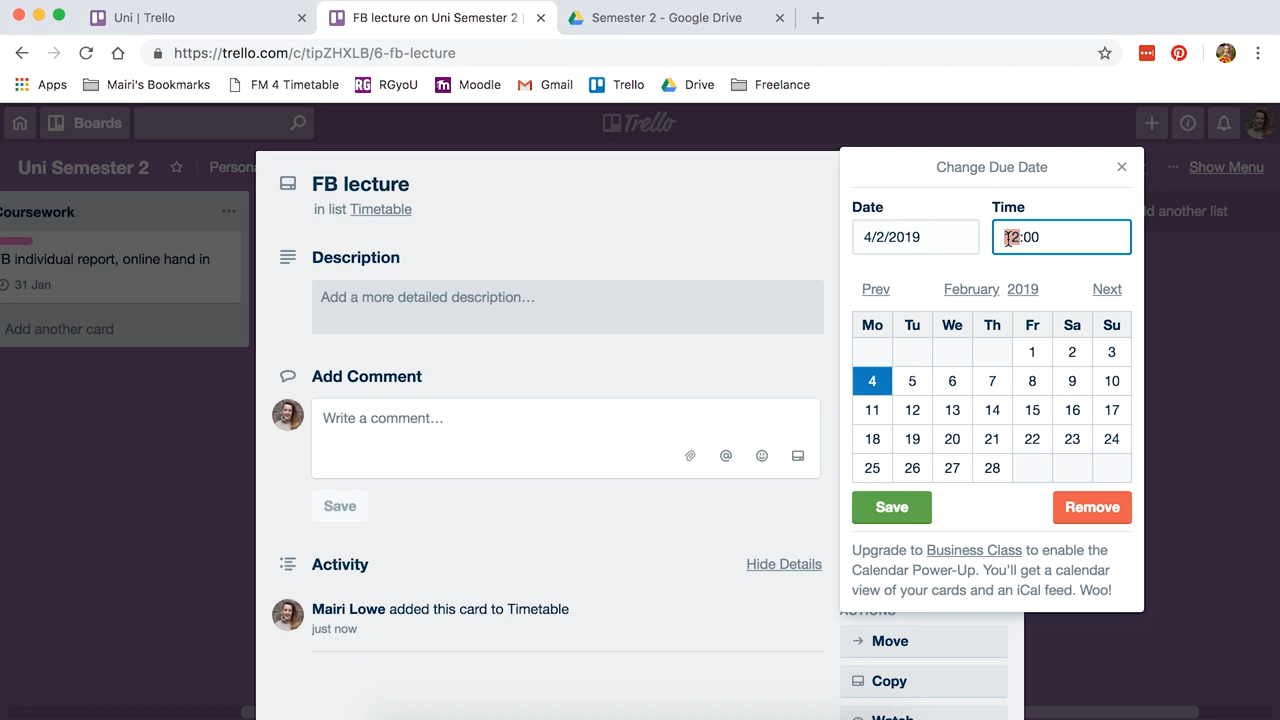 Uni | Trello
FB lecture on Uni Semester 2 |
Semester 2 - Google Drive
https://trello.com/c/tipZHXLB/6-fb-lecture
Apps
Mairi's Bookmarks
FM 4 Timetable
RG RGyoU
m Moodle
Gmail
Trello
Drive
Freelance
Boards
Trello
Uni Semester 2
Persona
Show Menu
Coursework
FB individual report, online hand in
31 Jan
Add another card
FB lecture
in list Timetable
Description
Add a more detailed description…
Add Comment
Write a comment…
@
Save
Activity
Hide Details
Mairi Lowe added this card to Timetable
just now
Change Due Date
Date
Time
4/2/2019
12:00
Prev
February 2019
Next
Mo Tu We Th Fr Sa Su
1 2 3
4 5 6 7 8 9 10
11 12 13 14 15 16 17
18 19 20 21 22 23 24
25 26 27 28
Save
Remove
Upgrade to Business Class to enable the
Calendar Power-Up. You'll get a calendar
view of your cards and an iCal feed. Woo!
d another list
ACTIONS
Move
Copy
Watch